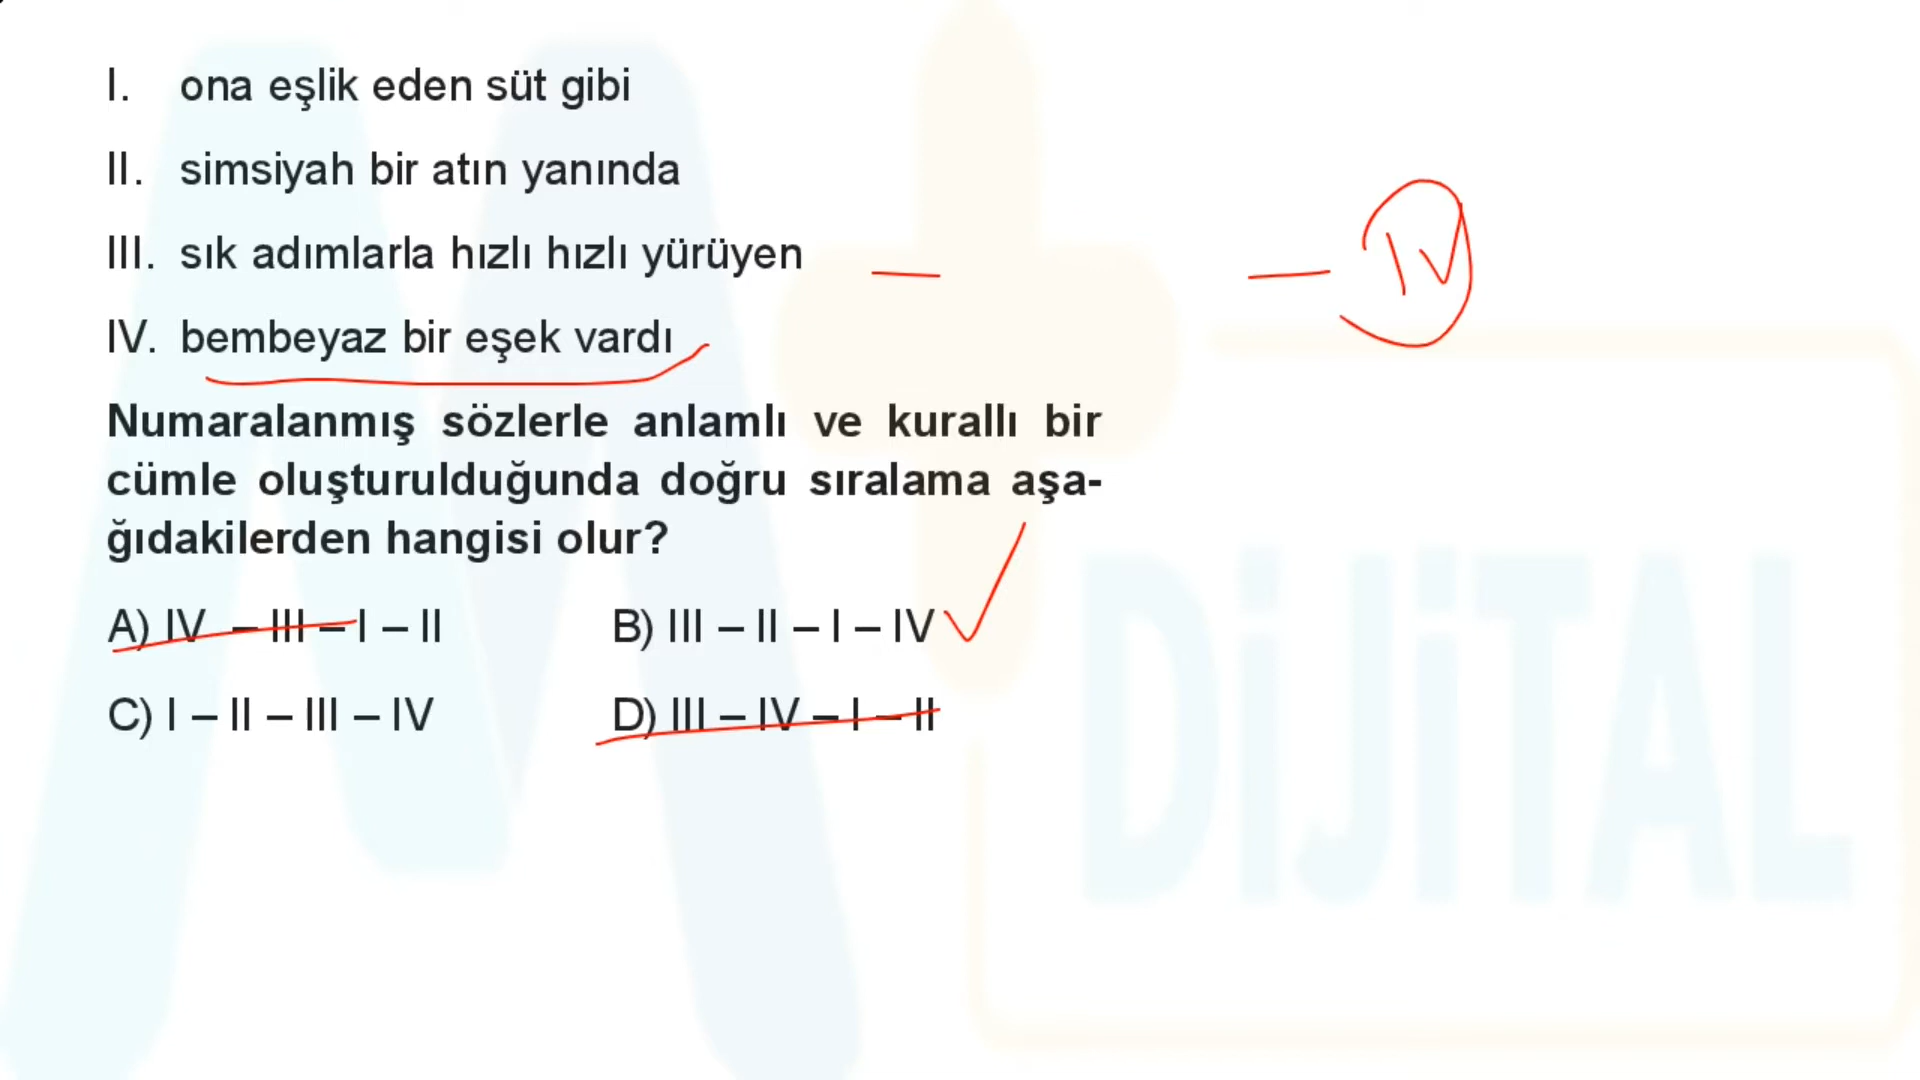 I. ona eşlik eden süt gibi
II. simsiyah bir atın yanında
III. sık adımlarla hızlı hızlı yürüyen
— — IV
IV. bembeyaz bir eşek vardı
Numaralanmış sözlerle anlamlı ve kurallı bir
cümle oluşturulduğunda doğru sıralama aşa-
ğıdakilerden hangisi olur?
A) IV – III – I – II B) III – II – I – IV
C) I – II – III – IV D) III – IV – I – II
DİJİTAL